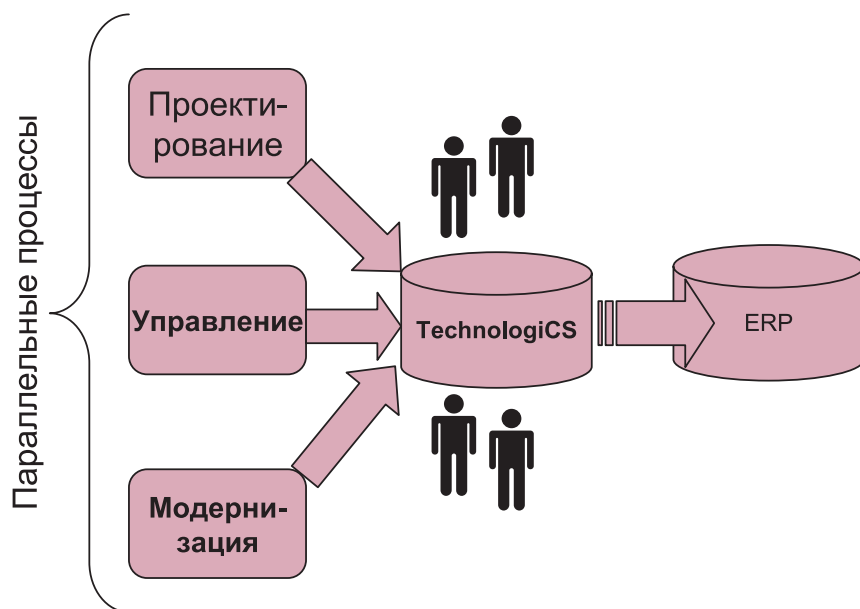 Параллельные процессы
Проекти-
рование
Управление
Модерни-
зация
TechnologiCS
ERP